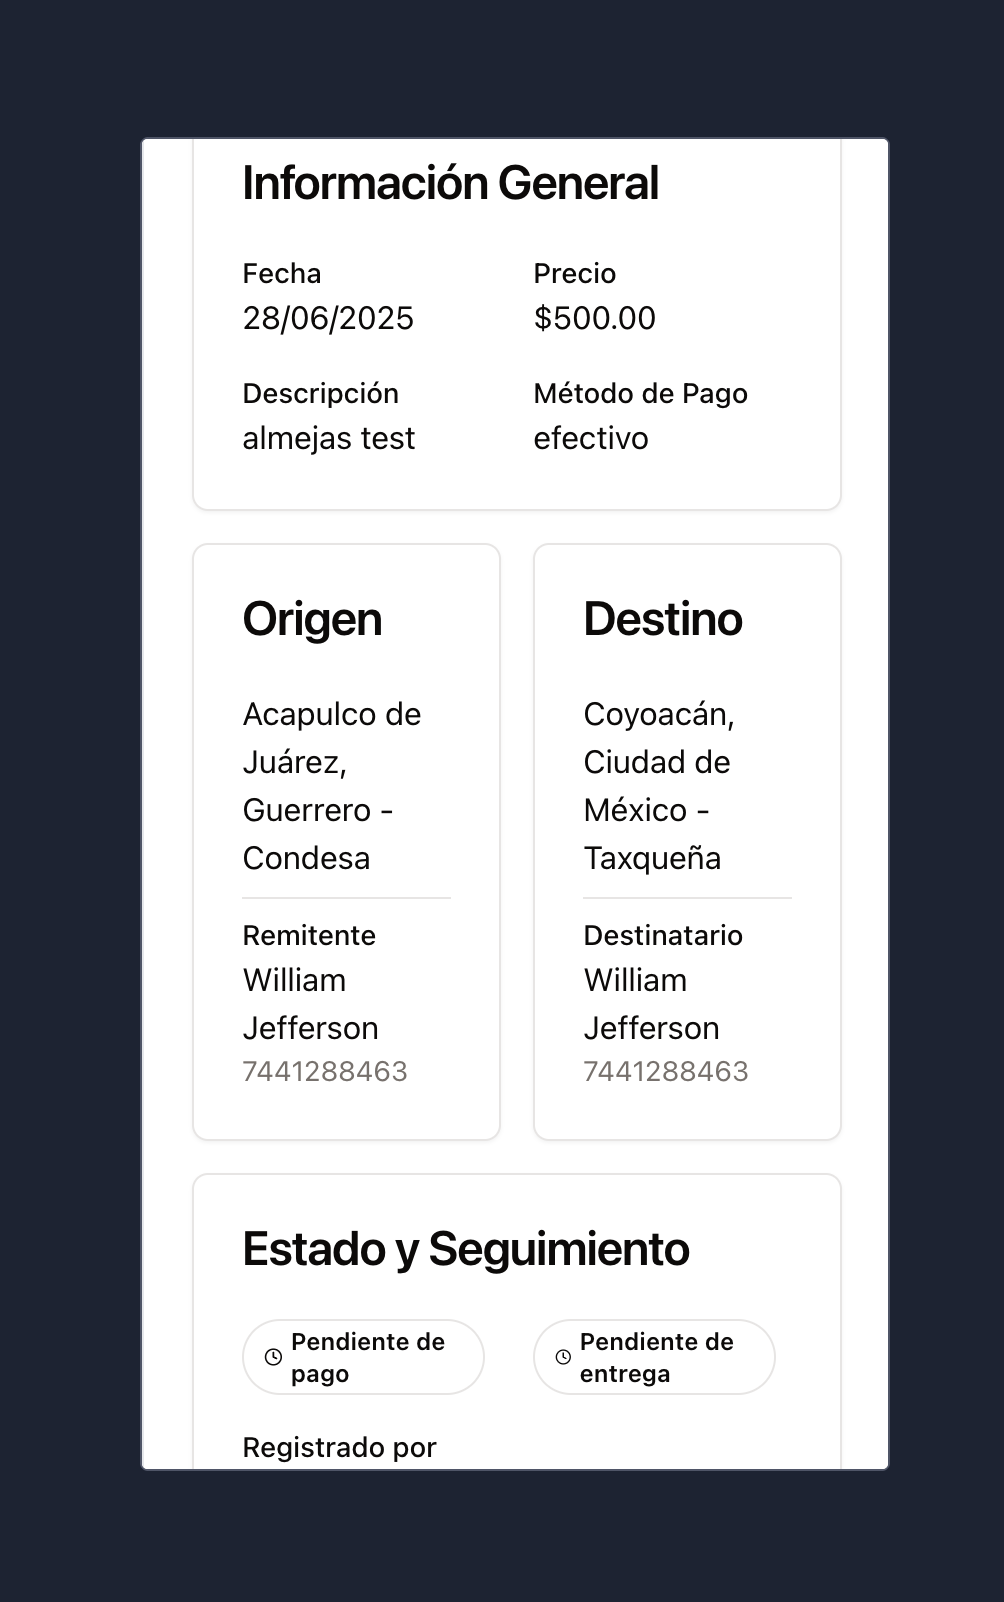 Información General
Fecha
28/06/2025
Precio
$500.00
Descripción
almejas test
Método de Pago
efectivo
Origen
Acapulco de
Juárez,
Guerrero -
Condesa
Remitente
William
Jefferson
7441288463
Destino
Coyoacán,
Ciudad de
México -
Taxqueña
Destinatario
William
Jefferson
7441288463
Estado y Seguimiento
Pendiente de
pago
Pendiente de
entrega
Registrado por